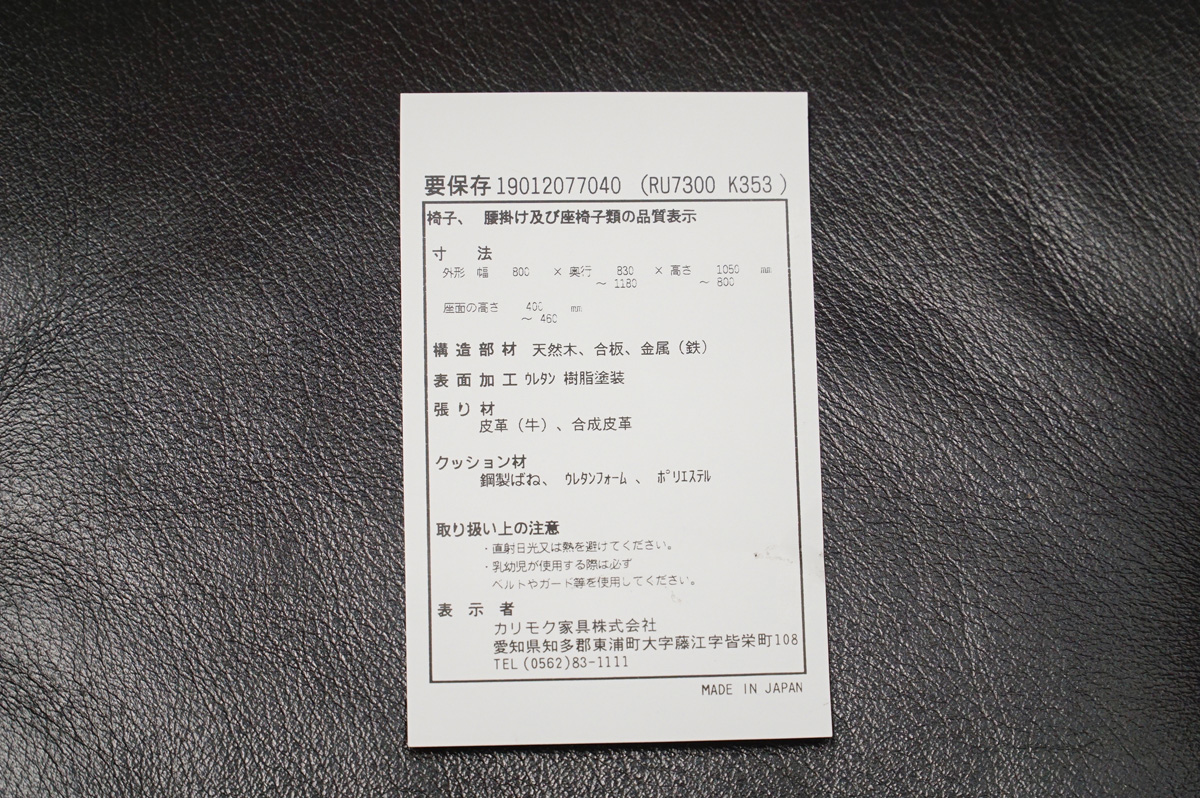 要保存 19012077040 (RU7300 K353 )
椅子、 腰掛け及び座椅子類の品質表示
寸 法
外形 幅 800 × 奥行 830 × 高さ 1050 ㎜
～ 1180 ～ 800
座面の高さ 400 ㎜
～ 460
構造部材 天然木、合板、金属(鉄)
表面加工 ｳﾚﾀﾝ 樹脂塗装
張り材
皮革(牛)、合成皮革
クッション材
鋼製ばね、 ｳﾚﾀﾝﾌｫｰﾑ 、 ﾎﾟﾘｴｽﾃﾙ
取り扱い上の注意
・直射日光又は熱を避けてください。
・乳幼児が使用する際は必ず
ベルトやガード等を使用してください。
表 示 者
カリモク家具株式会社
愛知県知多郡東浦町大字藤江字皆栄町108
TEL(0562)83-1111
MADE IN JAPAN